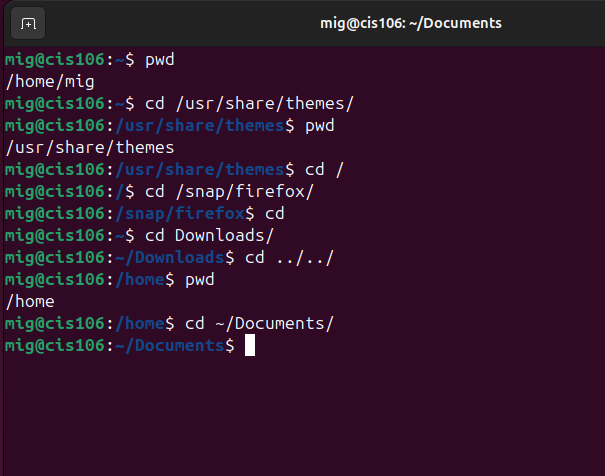 mig@cis106: ~/Documents
mig@cis106:~$ pwd
/home/mig
mig@cis106:~$ cd /usr/share/themes/
mig@cis106:/usr/share/themes$ pwd
/usr/share/themes
mig@cis106:/usr/share/themes$ cd /
mig@cis106:/$ cd /snap/firefox/
mig@cis106:/snap/firefox$ cd
mig@cis106:~$ cd Downloads/
mig@cis106:~/Downloads$ cd ../../
mig@cis106:/home$ pwd
/home
mig@cis106:/home$ cd ~/Documents/
mig@cis106:~/Documents$